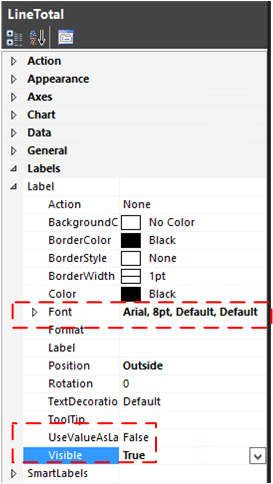 LineTotal
Action
Appearance
Axes
Chart
Data
General
Labels
Label
Action None
BackgroundC No Color
BorderColor Black
BorderStyle None
BorderWidth 1pt
Color Black
Font Arial, 8pt, Default, Default
Format
Label
Position Outside
Rotation 0
TextDecoratio Default
ToolTip
UseValueAsLa False
Visible True
SmartLabels